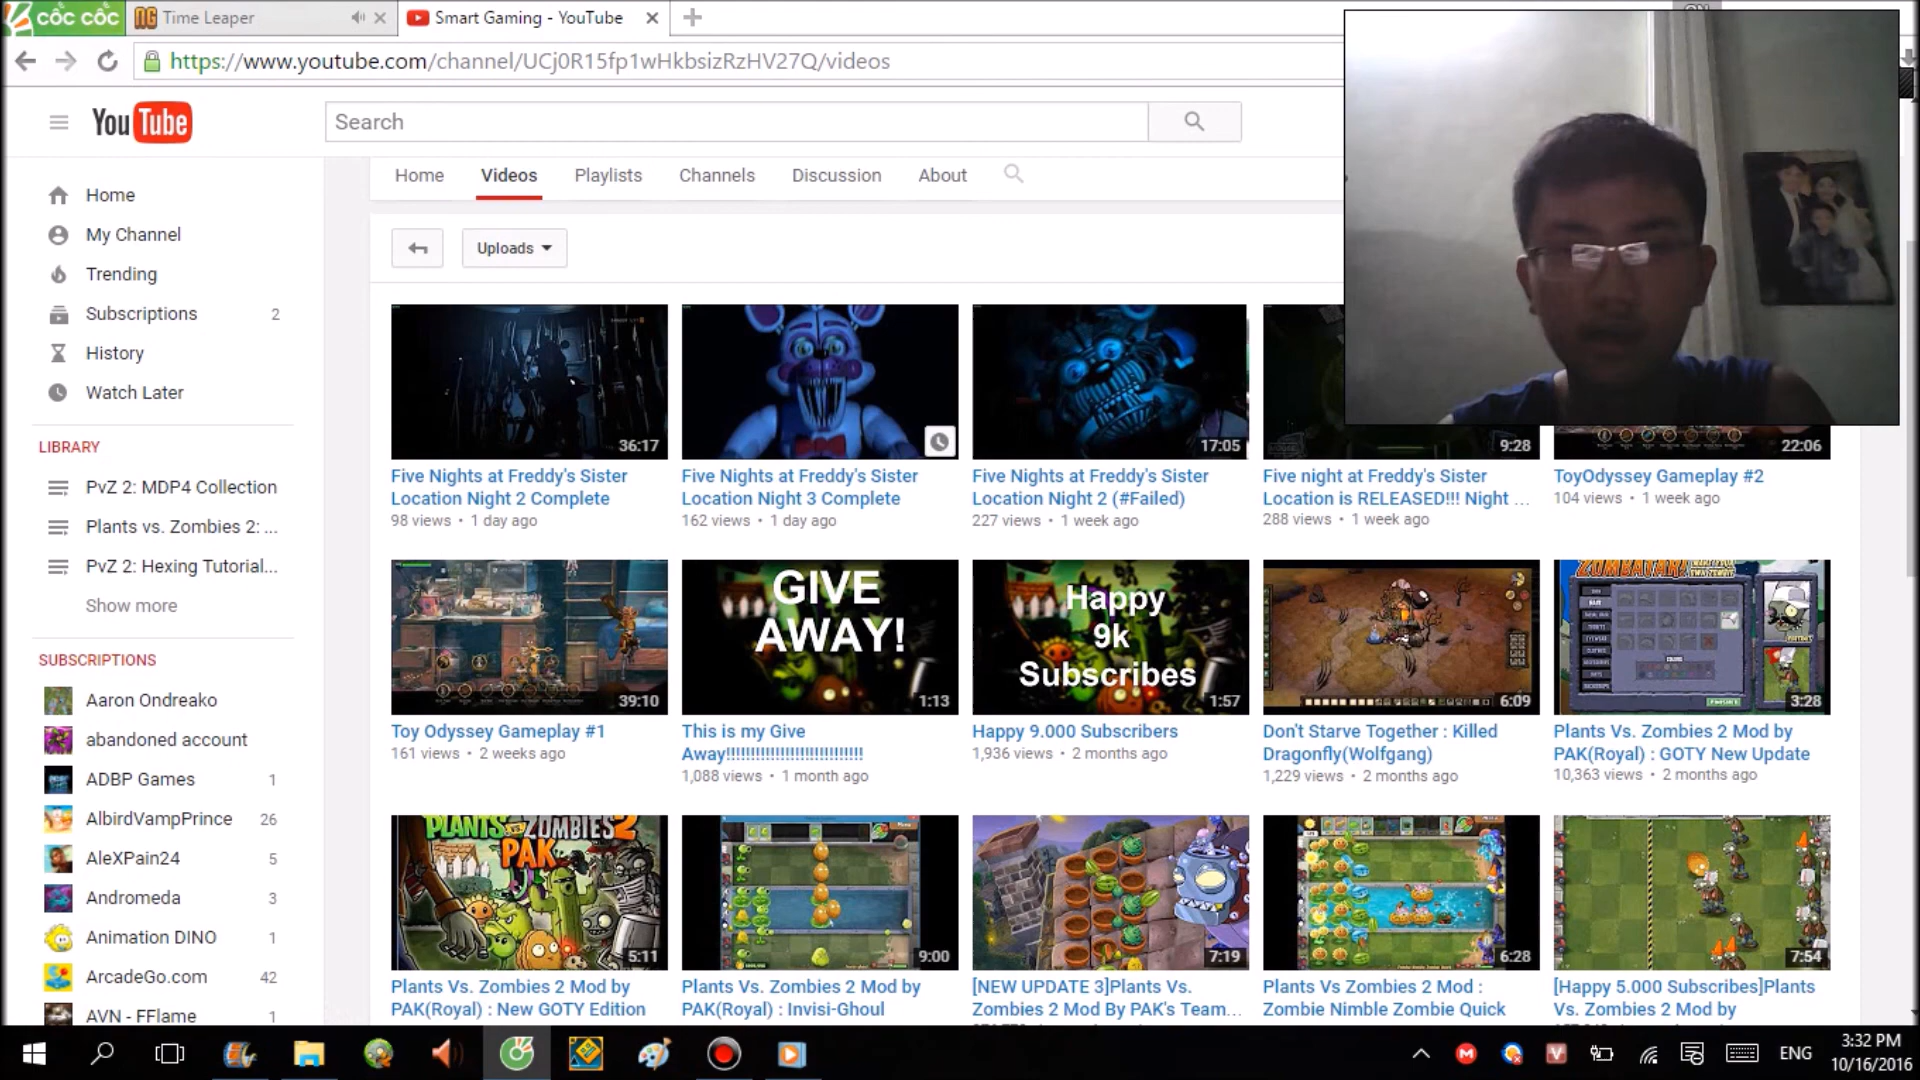 cốc cốc
Time Leaper
Smart Gaming - YouTube
https://www.youtube.com/channel/UCj0R15fp1wHkbsizRzHV27Q/videos
YouTube
Search
Home
Videos
Playlists
Channels
Discussion
About
Uploads
Home
My Channel
Trending
Subscriptions 2
History
Watch Later
LIBRARY
PvZ 2: MDP4 Collection
Plants vs. Zombies 2: ...
PvZ 2: Hexing Tutorial...
Show more
SUBSCRIPTIONS
Aaron Ondreako
abandoned account
ADBP Games 1
AlbirdVampPrince 26
AleXPain24 5
Andromeda 3
Animation DINO 1
ArcadeGo.com 42
AVN - FFlame 1
36:17
Five Nights at Freddy's Sister
Location Night 2 Complete
98 views • 1 day ago
Five Nights at Freddy's Sister
Location Night 3 Complete
162 views • 1 day ago
17:05
Five Nights at Freddy's Sister
Location Night 2 (#Failed)
227 views • 1 week ago
9:28
Five night at Freddy's Sister
Location is RELEASED!!! Night ...
288 views • 1 week ago
22:06
ToyOdyssey Gameplay #2
104 views • 1 week ago
39:10
Toy Odyssey Gameplay #1
161 views • 2 weeks ago
GIVE
AWAY!
1:13
This is my Give
Away!!!!!!!!!!!!!!!!!!!!!!!!!!!
1,088 views • 1 month ago
Happy
9k
Subscribes
1:57
Happy 9.000 Subscribers
1,936 views • 2 months ago
6:09
Don't Starve Together : Killed
Dragonfly(Wolfgang)
1,229 views • 2 months ago
ZOMBATAR!
3:28
Plants Vs. Zombies 2 Mod by
PAK(Royal) : GOTY New Update
10,363 views • 2 months ago
PLANTS VS ZOMBIES 2
PAK
5:11
Plants Vs. Zombies 2 Mod by
PAK(Royal) : New GOTY Edition
9:00
Plants Vs. Zombies 2 Mod by
PAK(Royal) : Invisi-Ghoul
7:19
[NEW UPDATE 3]Plants Vs.
Zombies 2 Mod By PAK's Team...
6:28
Plants Vs Zombies 2 Mod :
Zombie Nimble Zombie Quick
7:54
[Happy 5.000 Subscribes]Plants
Vs. Zombies 2 Mod by
ENG
3:32 PM
10/16/2016